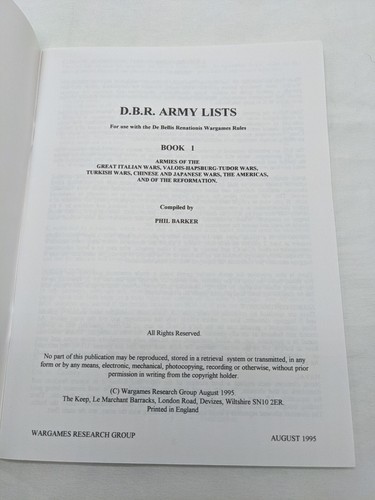 D.B.R. ARMY LISTS
For use with the De Bellis Renationis Wargames Rules
BOOK 1
ARMIES OF THE
GREAT ITALIAN WARS, VALOIS-HAPSBURG-TUDOR WARS,
TURKISH WARS, CHINESE AND JAPANESE WARS, THE AMERICAS,
AND OF THE REFORMATION.
Compiled by
PHIL BARKER
All Rights Reserved.
No part of this publication may be reproduced, stored in a retrieval system or transmitted, in any
form or by any means, electronic, mechanical, photocopying, recording or otherwise, without prior
permission in writing from the copyright holder.
(C) Wargames Research Group August 1995.
The Keep, Le Marchant Barracks, London Road, Devizes, Wiltshire SN10 2ER.
Printed in England
WARGAMES RESEARCH GROUP
AUGUST 1995